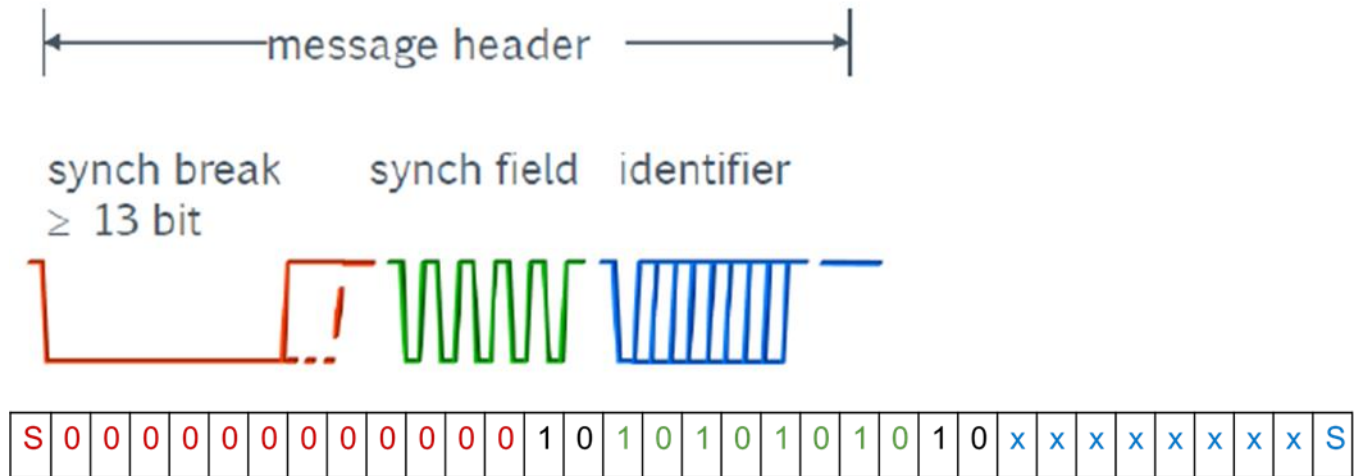 message header
synch break synch field identifier
≥ 13 bit
S 0 0 0 0 0 0 0 0 0 0 0 0 1 0 1 0 1 0 1 0 1 0 1 0 x x x x x x x x S